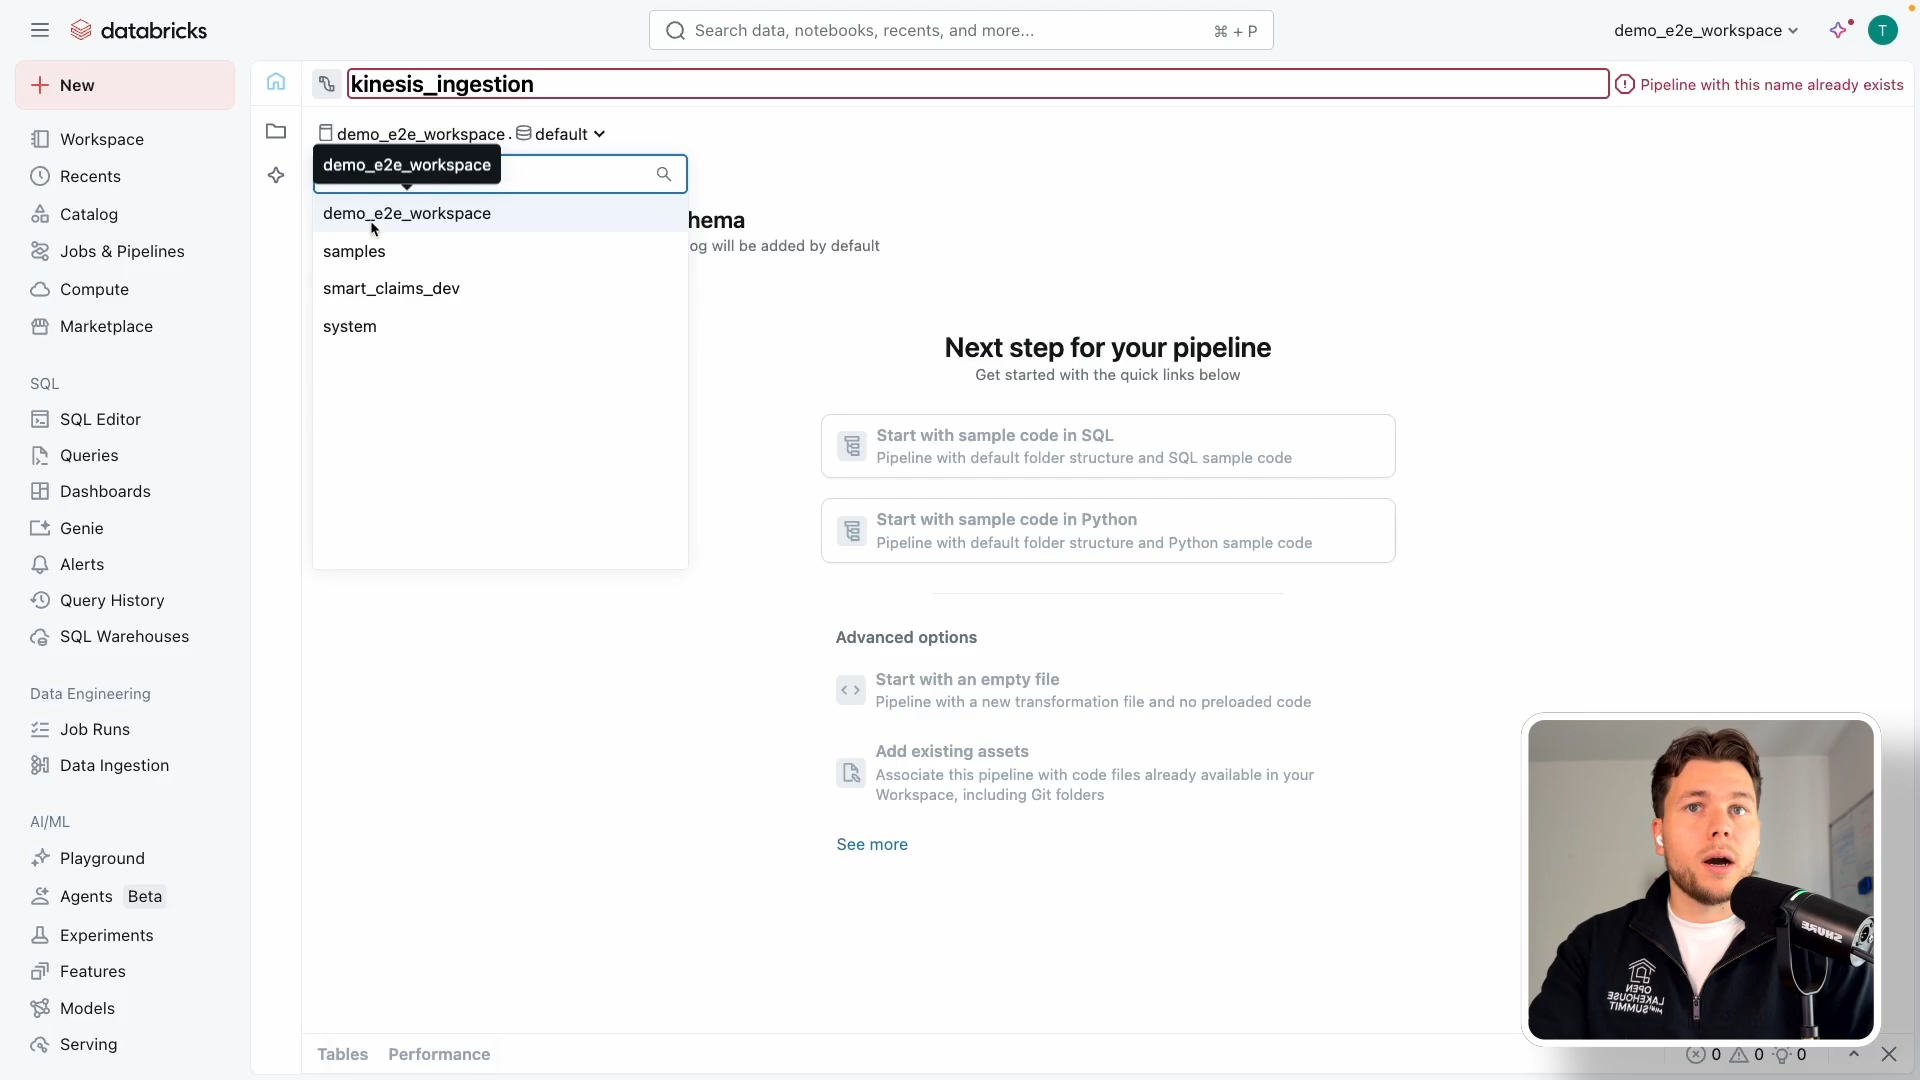 databricks
Search data, notebooks, recents, and more...
⌘ + P
demo_e2e_workspace
T
New
kinesis_ingestion
Pipeline with this name already exists
Workspace
Recents
Catalog
Jobs & Pipelines
Compute
Marketplace
SQL
SQL Editor
Queries
Dashboards
Genie
Alerts
Query History
SQL Warehouses
Data Engineering
Job Runs
Data Ingestion
AI/ML
Playground
Agents Beta
Experiments
Features
Models
Serving
demo_e2e_workspace . default
demo_e2e_workspace
demo_e2e_workspace
samples
smart_claims_dev
system
hema
og will be added by default
Next step for your pipeline
Get started with the quick links below
Start with sample code in SQL
Pipeline with default folder structure and SQL sample code
Start with sample code in Python
Pipeline with default folder structure and Python sample code
Advanced options
Start with an empty file
Pipeline with a new transformation file and no preloaded code
Add existing assets
Associate this pipeline with code files already available in your
Workspace, including Git folders
See more
SHURE
OPEN
LAKEHOUSE
MINI SUMMIT
Tables Performance
0 0 0